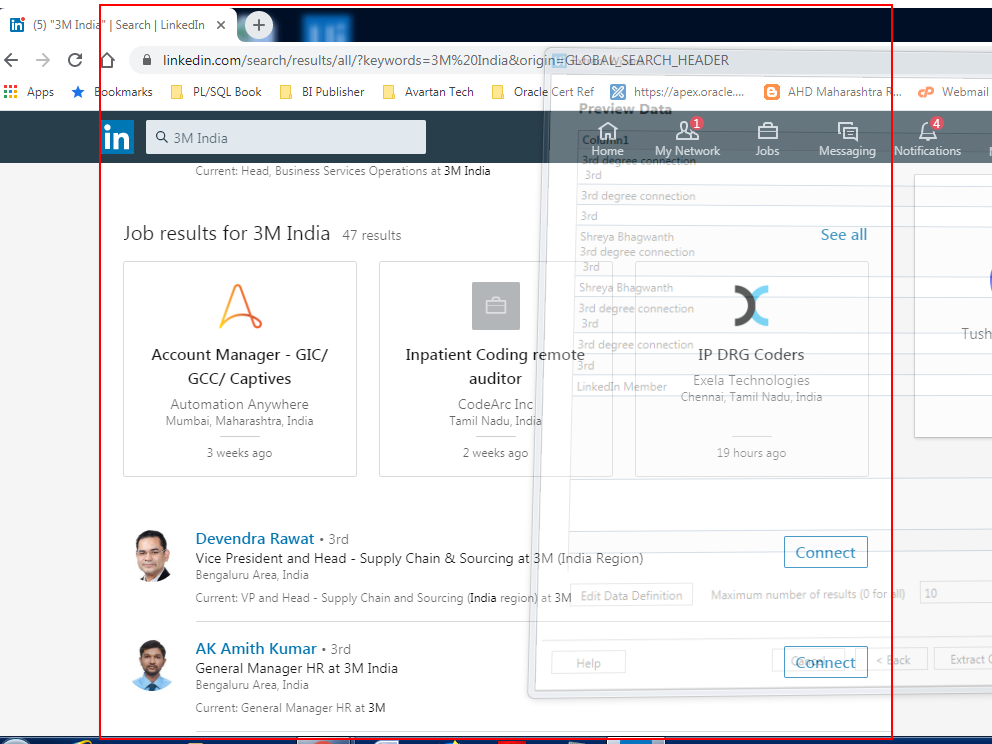 (5) "3M India" | Search | LinkedIn
linkedin.com/search/results/all/?keywords=3M%20India&origin=GLOBAL_SEARCH_HEADER
Apps
Bookmarks
PL/SQL Book
BI Publisher
Avartan Tech
Oracle Cert Ref
https://apex.oracle....
AHD Maharashtra R...
Webmail
Preview Data
in
3M India
Home
1
My Network
Jobs
Messaging
4
Notifications
Column1
3rd degree connection
3rd
3rd degree connection
3rd
Shreya Bhagwanth
3rd degree connection
3rd
Shreya Bhagwanth
3rd degree connection
3rd
3rd degree connection
3rd
LinkedIn Member
Current: Head, Business Services Operations at 3M India
Job results for 3M India 47 results
See all
Account Manager - GIC/
GCC/ Captives
Automation Anywhere
Mumbai, Maharashtra, India
3 weeks ago
Inpatient Coding remote
auditor
CodeArc Inc
Tamil Nadu, India
2 weeks ago
IP DRG Coders
Exela Technologies
Chennai, Tamil Nadu, India
19 hours ago
Tush
Devendra Rawat • 3rd
Vice President and Head - Supply Chain & Sourcing at 3M (India Region)
Bengaluru Area, India
Current: VP and Head - Supply Chain and Sourcing (India region) at 3M
Connect
Edit Data Definition
Maximum number of results (0 for all)
10
AK Amith Kumar • 3rd
General Manager HR at 3M India
Bengaluru Area, India
Current: General Manager HR at 3M
Connect
Help
< Back
Extract